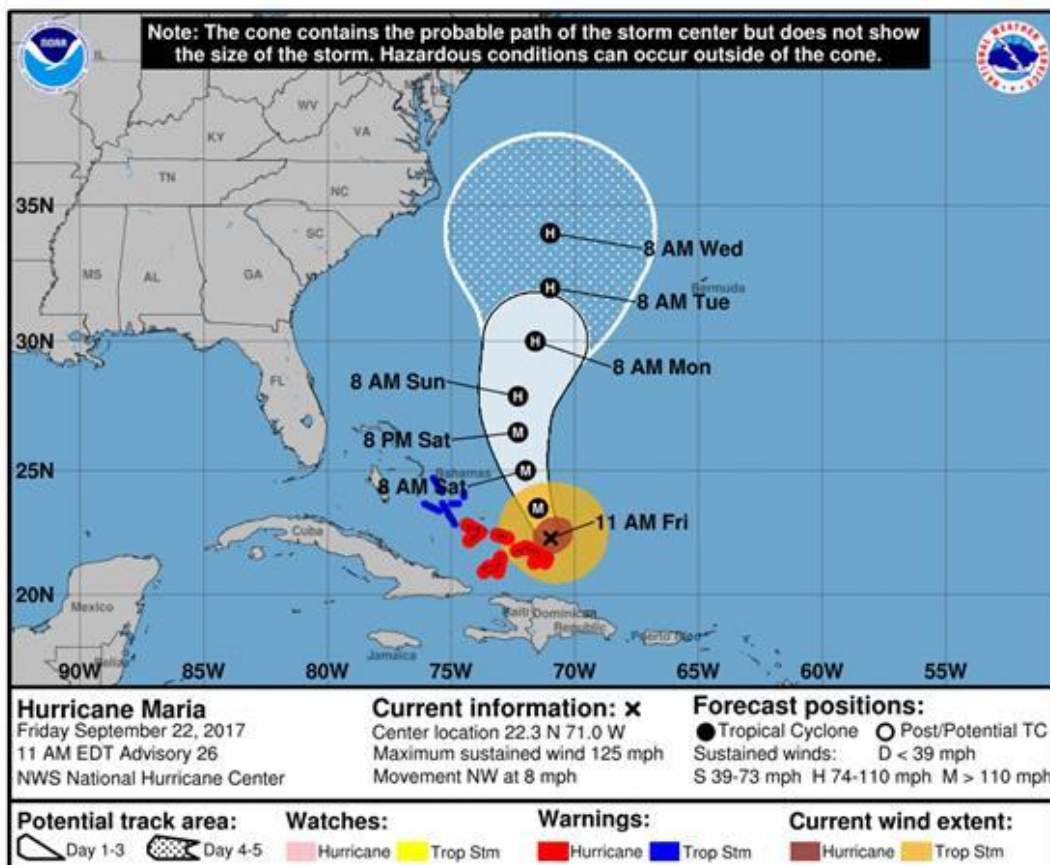 Note: The cone contains the probable path of the storm center but does not show
the size of the storm. Hazardous conditions can occur outside of the cone.
NOAA
NATIONAL WEATHER SERVICE
IL
WV
DE
KY
VA
TN
NC
35N
SC
8 AM Wed
MS
AL
GA
8 AM Tue
Bermuda
30N
8 AM Mon
FL
8 AM Sun
8 PM Sat
25N
Bahamas
8 AM Sat
11 AM Fri
Cuba
20N
Mexico
Haiti
Dominican
Republic
Puerto Rico
Jamaica
Belize
H
H
H
H
M
M
M
90W 85W 80W 75W 70W 65W 60W 55W
Hurricane Maria
Friday September 22, 2017
11 AM EDT Advisory 26
NWS National Hurricane Center
Current information: ×
Center location 22.3 N 71.0 W
Maximum sustained wind 125 mph
Movement NW at 8 mph
Forecast positions:
Tropical Cyclone Post/Potential TC
Sustained winds: D < 39 mph
S 39-73 mph H 74-110 mph M > 110 mph
Potential track area:
Day 1-3 Day 4-5
Watches:
Hurricane Trop Stm
Warnings:
Hurricane Trop Stm
Current wind extent:
Hurricane Trop Stm